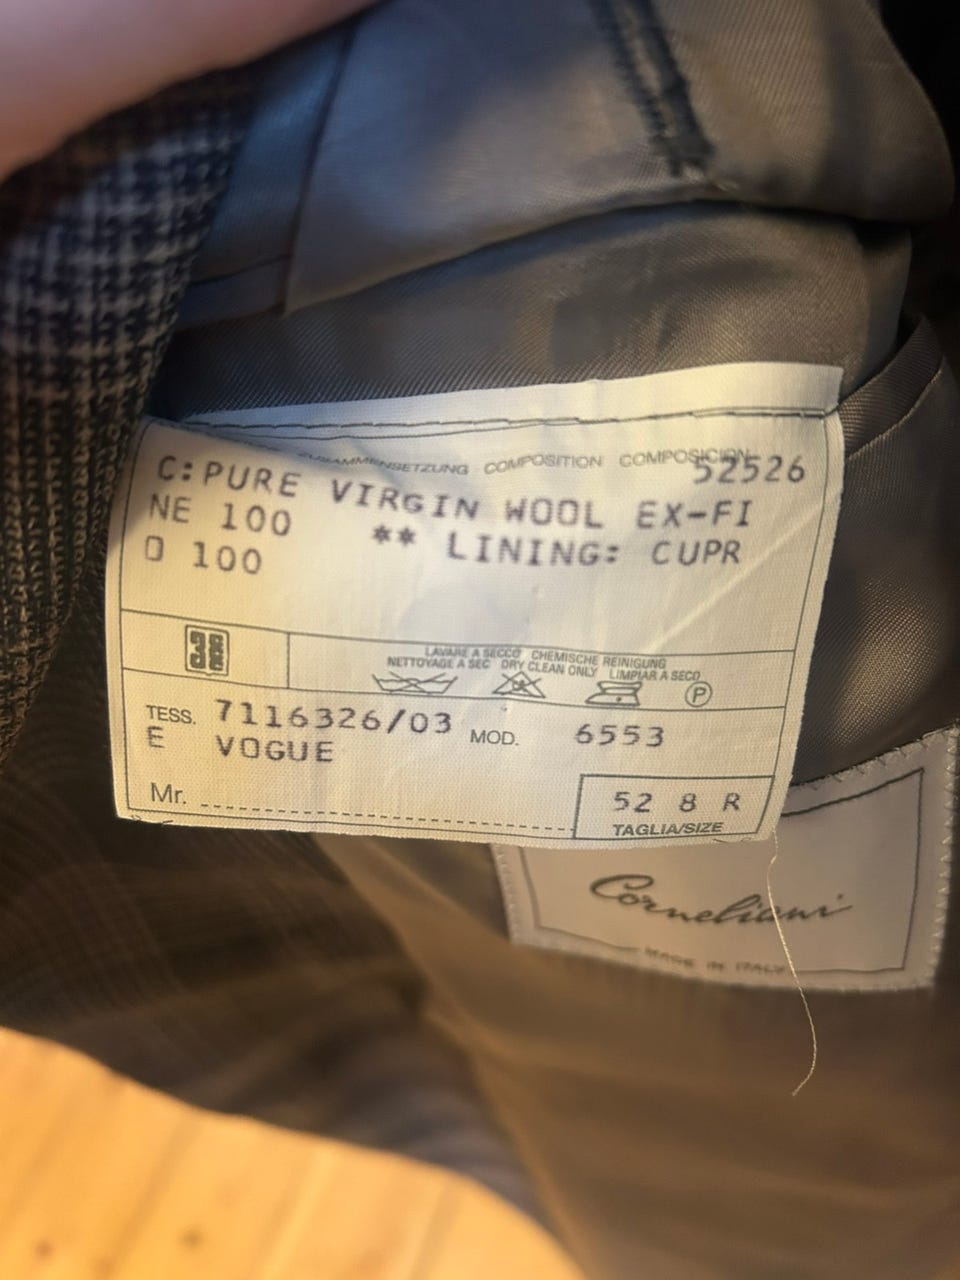 ZUSAMMENSETZUNG COMPOSITION COMPOSICION
52526
C:PURE VIRGIN WOOL EX-FI
NE 100 ** LINING: CUPR
O 100
LAVARE A SECCO CHEMISCHE REINIGUNG
NETTOYAGE A SEC DRY CLEAN ONLY LIMPIAR A SECO
P
TESS. 7116326/03 MOD. 6553
E VOGUE
Mr.
52 8 R
TAGLIA/SIZE
Corneliani
MADE IN ITALY